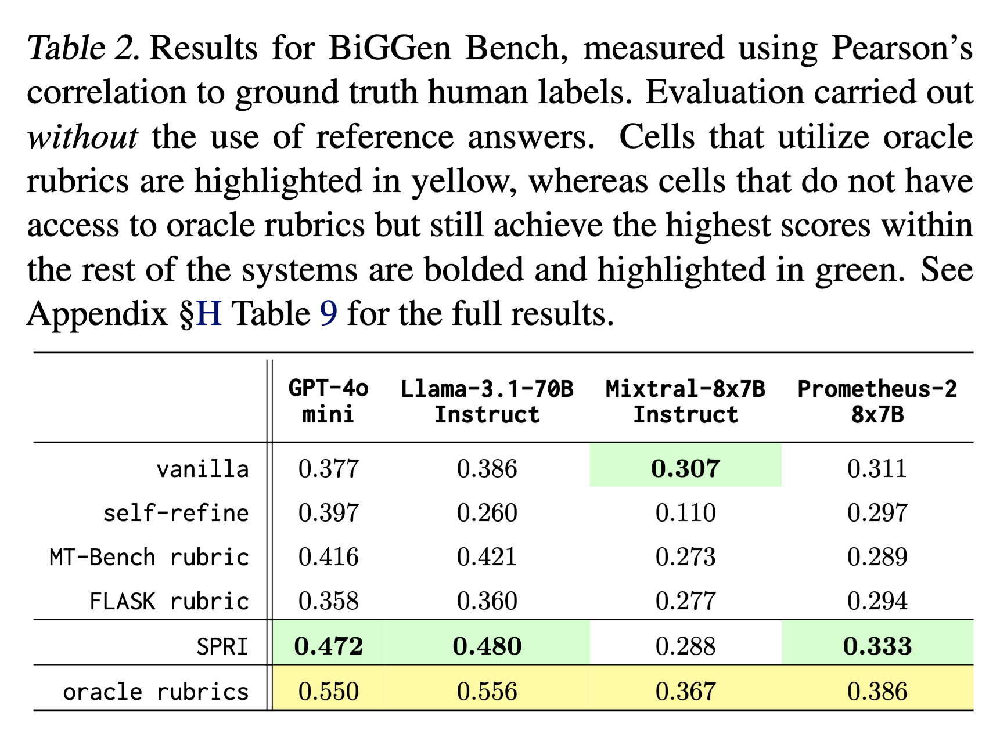 Table 2. Results for BiGGen Bench, measured using Pearson's
correlation to ground truth human labels. Evaluation carried out
without the use of reference answers. Cells that utilize oracle
rubrics are highlighted in yellow, whereas cells that do not have
access to oracle rubrics but still achieve the highest scores within
the rest of the systems are bolded and highlighted in green. See
Appendix §H Table 9 for the full results.
GPT-4o Llama-3.1-70B Mixtral-8x7B Prometheus-2
mini Instruct Instruct 8x7B
vanilla 0.377 0.386 0.307 0.311
self-refine 0.397 0.260 0.110 0.297
MT-Bench rubric 0.416 0.421 0.273 0.289
FLASK rubric 0.358 0.360 0.277 0.294
SPRI 0.472 0.480 0.288 0.333
oracle rubrics 0.550 0.556 0.367 0.386